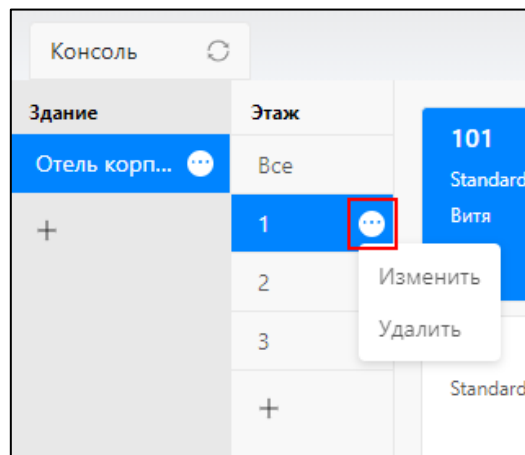 Консоль
Здание
Этаж
Отель корп...
Все
1
2
3
Изменить
Удалить
101
Standard
Витя
Standard